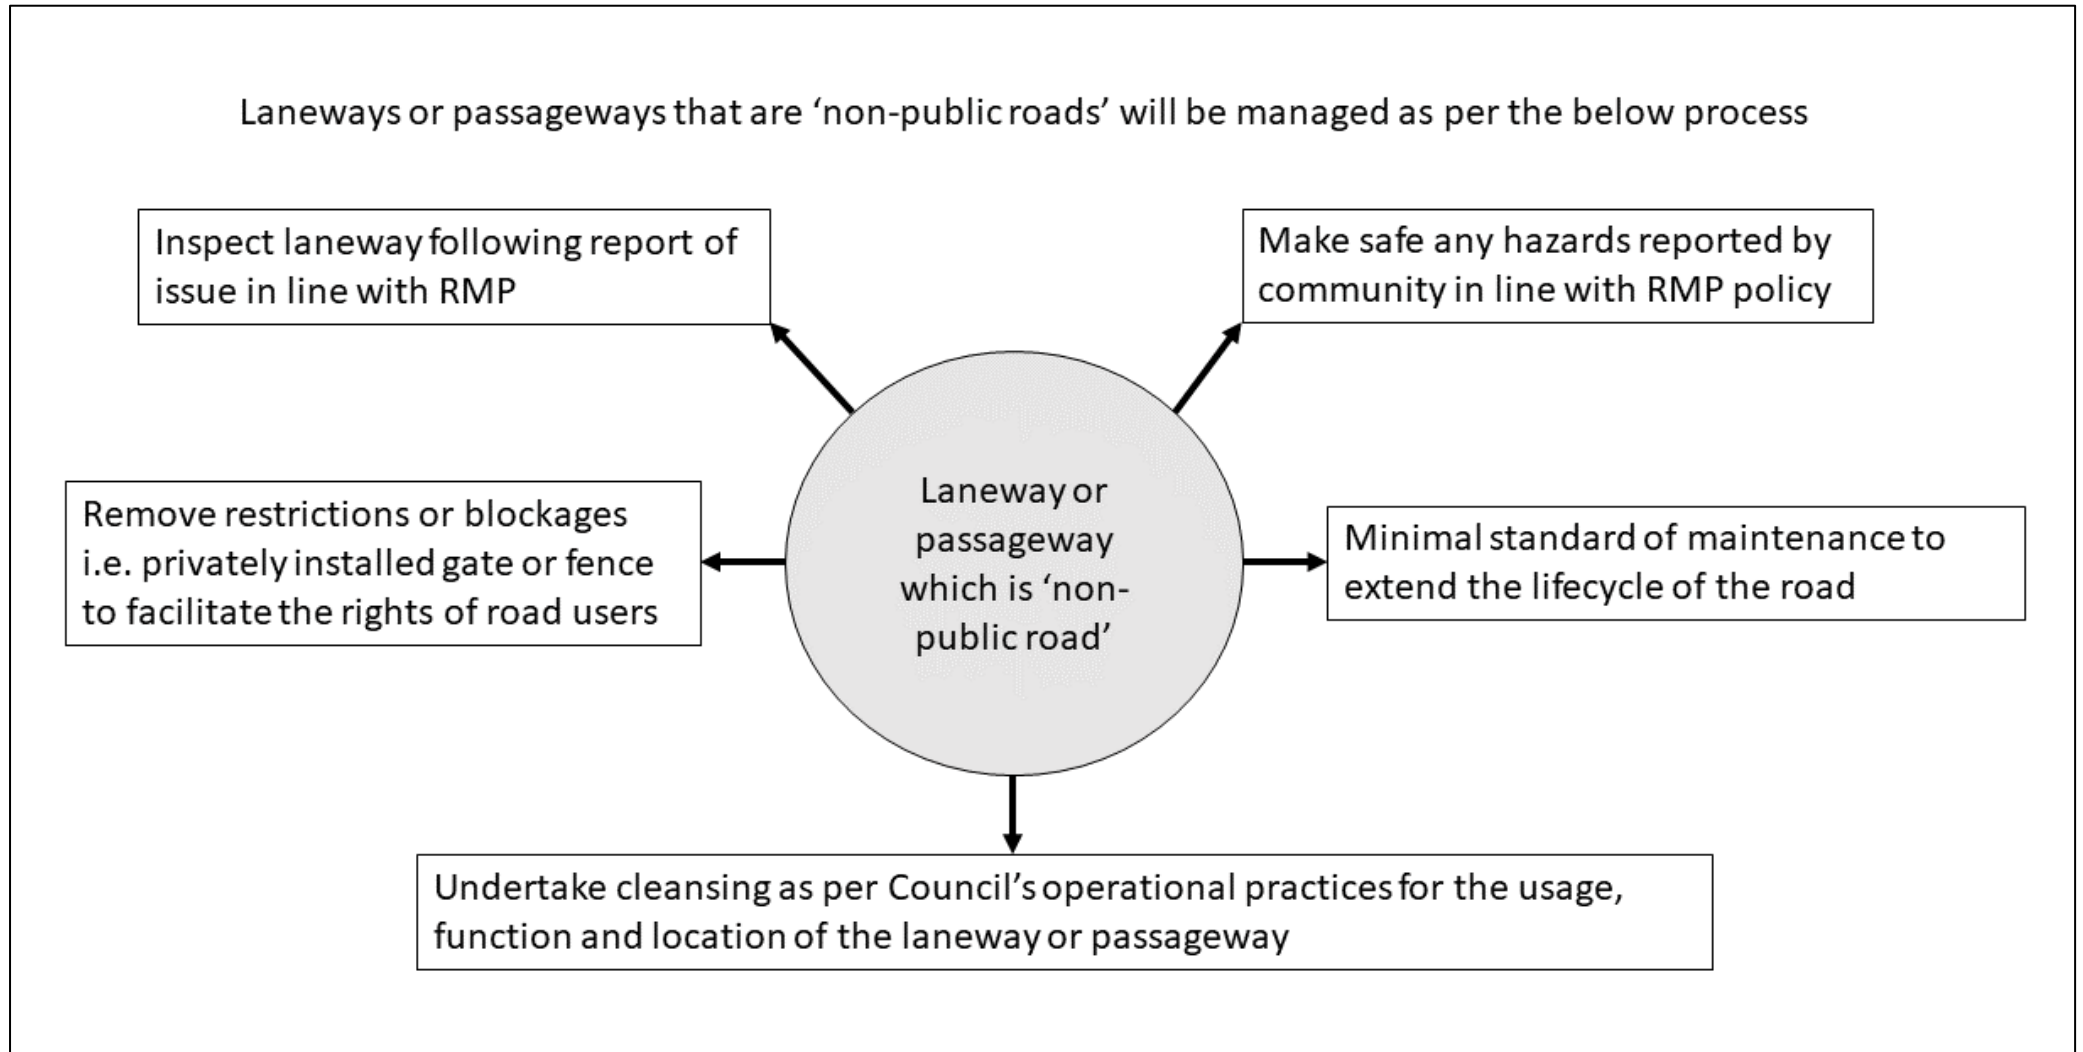 Laneways or passageways that are ‘non-public roads’ will be managed as per the below process
Inspect laneway following report of
issue in line with RMP
Make safe any hazards reported by
community in line with RMP policy
Remove restrictions or blockages
i.e. privately installed gate or fence
to facilitate the rights of road users
Laneway or
passageway
which is ‘non-
public road’
Minimal standard of maintenance to
extend the lifecycle of the road
Undertake cleansing as per Council’s operational practices for the usage,
function and location of the laneway or passageway